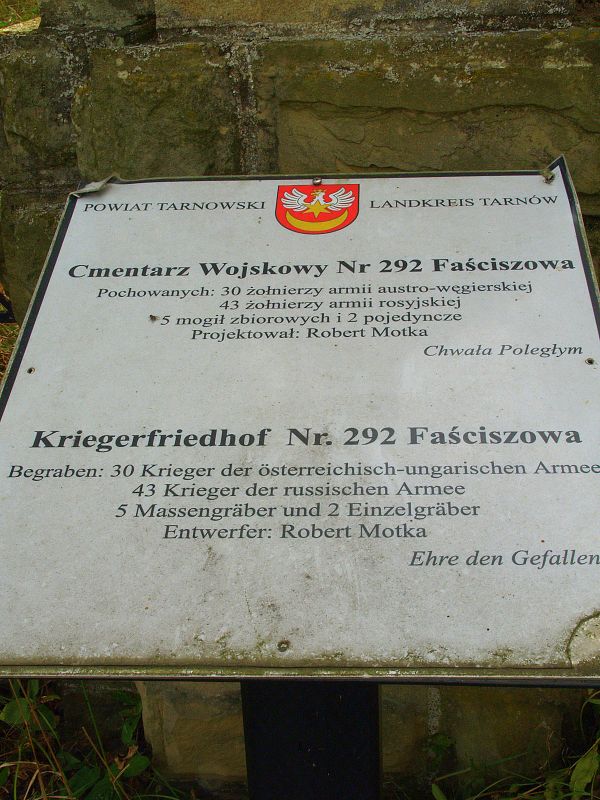 POWIAT TARNOWSKI LANDKREIS TARNÓW
Cmentarz Wojskowy Nr 292 Faściszowa
Pochowanych: 30 żołnierzy armii austro-węgierskiej
43 żołnierzy armii rosyjskiej
5 mogił zbiorowych i 2 pojedyncze
Projektował: Robert Motka
Chwała Poległym
Kriegerfriedhof Nr. 292 Faściszowa
Begraben: 30 Krieger der österreichisch-ungarischen Armee
43 Krieger der russischen Armee
5 Massengräber und 2 Einzelgräber
Entwerfer: Robert Motka
Ehre den Gefallen